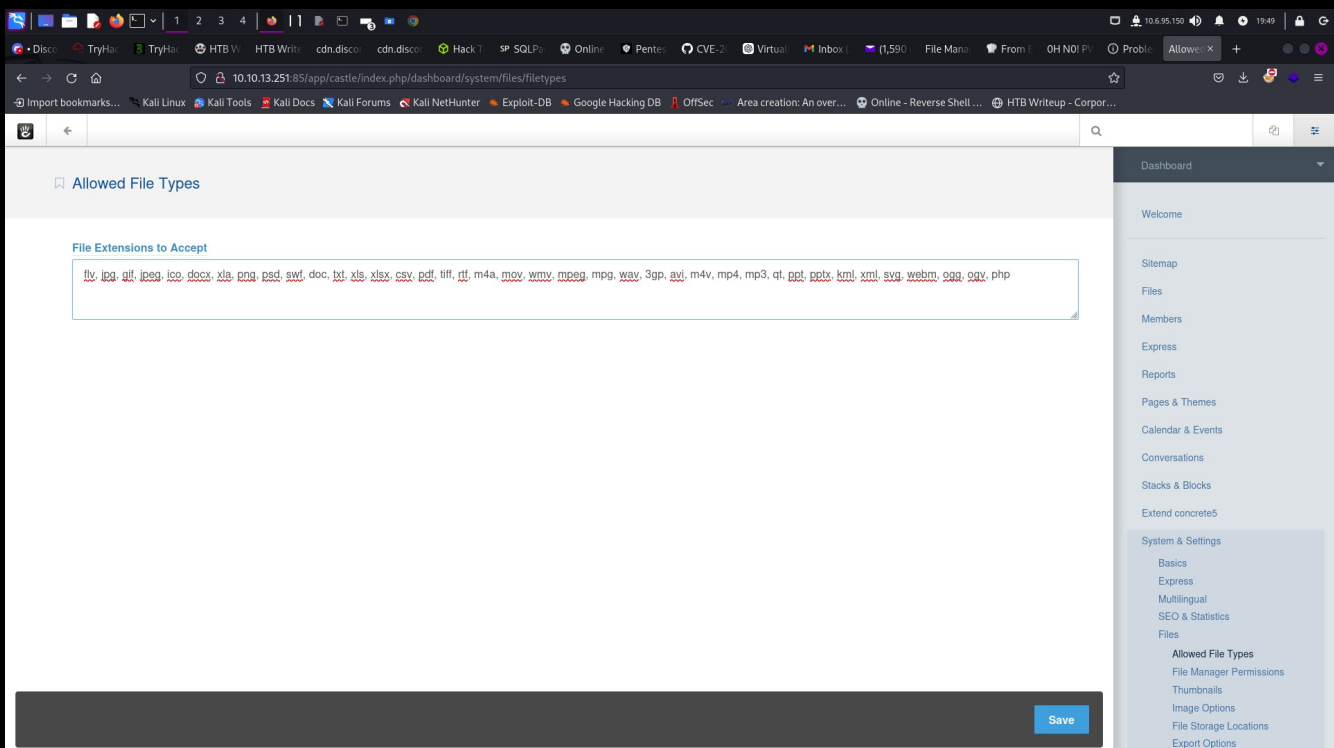 1 2 3 4
10.6.95.150 19:49
Disco TryHac TryHac HTB W HTB Write cdn.discor cdn.discor Hack T SQLPa Online Pentes CVE-20 Virtual Inbox ( (1,590 File Mana From E 0H N0! PV Proble Allowed × +
10.10.13.251:85/app/castle/index.php/dashboard/system/files/filetypes
Import bookmarks... Kali Linux Kali Tools Kali Docs Kali Forums Kali NetHunter Exploit-DB Google Hacking DB OffSec Area creation: An over... Online - Reverse Shell ... HTB Writeup - Corpor...
Allowed File Types
File Extensions to Accept
flv, jpg, gif, jpeg, ico, docx, xla, png, psd, swf, doc, txt, xls, xlsx, csv, pdf, tiff, rtf, m4a, mov, wmv, mpeg, mpg, wav, 3gp, avi, m4v, mp4, mp3, qt, ppt, pptx, kml, xml, svg, webm, ogg, ogv, php
Save
Dashboard
Welcome
Sitemap
Files
Members
Express
Reports
Pages & Themes
Calendar & Events
Conversations
Stacks & Blocks
Extend concrete5
System & Settings
Basics
Express
Multilingual
SEO & Statistics
Files
Allowed File Types
File Manager Permissions
Thumbnails
Image Options
File Storage Locations
Export Options